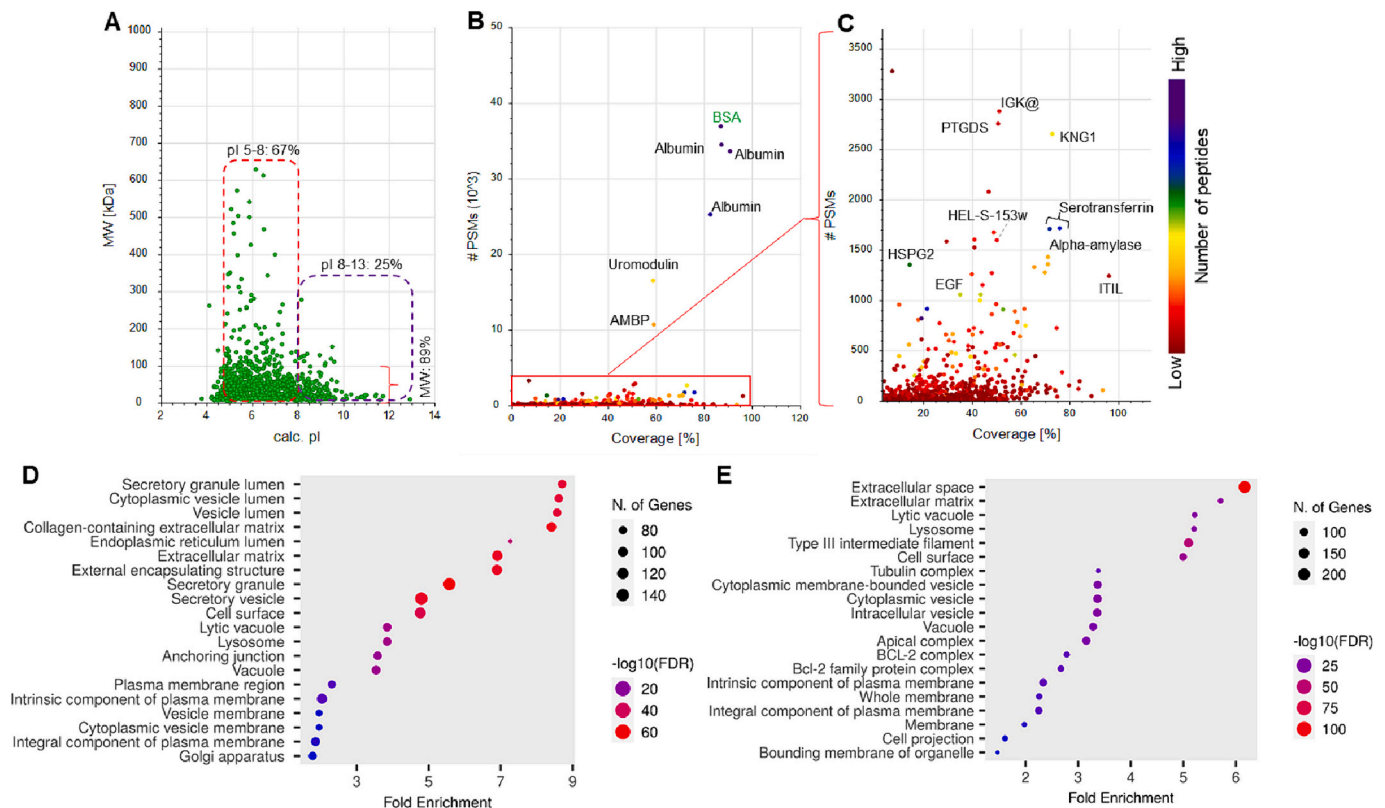 A
1000
900
800
700
600
500
400
300
200
100
0
MW [kDa]
pI 5-8: 67%
pI 8-13: 25%
MW: 89%
2
4
6
8
10
12
14
calc. pI
B
50
40
30
20
10
0
# PSMs (10^3)
BSA
Albumin
Albumin
Albumin
Uromodulin
AMBP
0
20
40
60
80
100
120
Coverage [%]
C
3500
3000
2500
2000
1500
1000
500
0
# PSMs
IGK@
PTGDS
KNG1
HEL-S-153w
Serotransferrin
HSPG2
Alpha-amylase
EGF
ITIL
20
40
60
80
100
Coverage [%]
High
Number of peptides
Low
D
Secretory granule lumen
Cytoplasmic vesicle lumen
Vesicle lumen
Collagen-containing extracellular matrix
Endoplasmic reticulum lumen
Extracellular matrix
External encapsulating structure
Secretory granule
Secretory vesicle
Cell surface
Lytic vacuole
Lysosome
Anchoring junction
Vacuole
Plasma membrane region
Intrinsic component of plasma membrane
Vesicle membrane
Cytoplasmic vesicle membrane
Integral component of plasma membrane
Golgi apparatus
3
5
7
9
Fold Enrichment
N. of Genes
80
100
120
140
-log10(FDR)
20
40
60
E
Extracellular space
Extracellular matrix
Lytic vacuole
Lysosome
Type III intermediate filament
Cell surface
Tubulin complex
Cytoplasmic membrane-bounded vesicle
Cytoplasmic vesicle
Intracellular vesicle
Vacuole
Apical complex
BCL-2 complex
Bcl-2 family protein complex
Intrinsic component of plasma membrane
Whole membrane
Integral component of plasma membrane
Membrane
Cell projection
Bounding membrane of organelle
2
3
4
5
6
Fold Enrichment
N. of Genes
100
150
200
-log10(FDR)
25
50
75
100